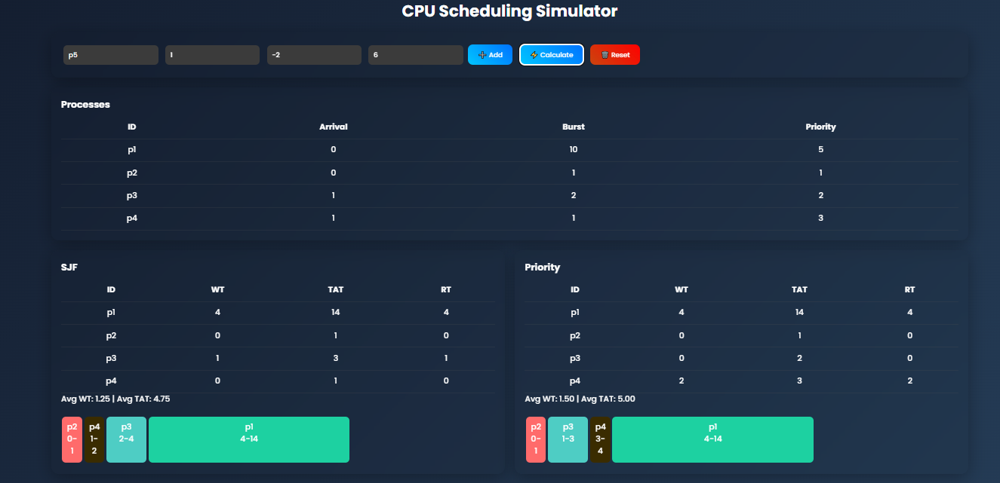 CPU Scheduling Simulator
p5 1 -2 6 ➕ Add ⚡ Calculate 🗑 Reset
Processes
ID Arrival Burst Priority
p1 0 10 5
p2 0 1 1
p3 1 2 2
p4 1 1 3
SJF
ID WT TAT RT
p1 4 14 4
p2 0 1 0
p3 1 3 1
p4 0 1 0
Avg WT: 1.25 | Avg TAT: 4.75
p2
0-
1
p4
1-
2
p3
2-4
p1
4-14
Priority
ID WT TAT RT
p1 4 14 4
p2 0 1 0
p3 0 2 0
p4 2 3 2
Avg WT: 1.50 | Avg TAT: 5.00
p2
0-
1
p3
1-3
p4
3-
4
p1
4-14